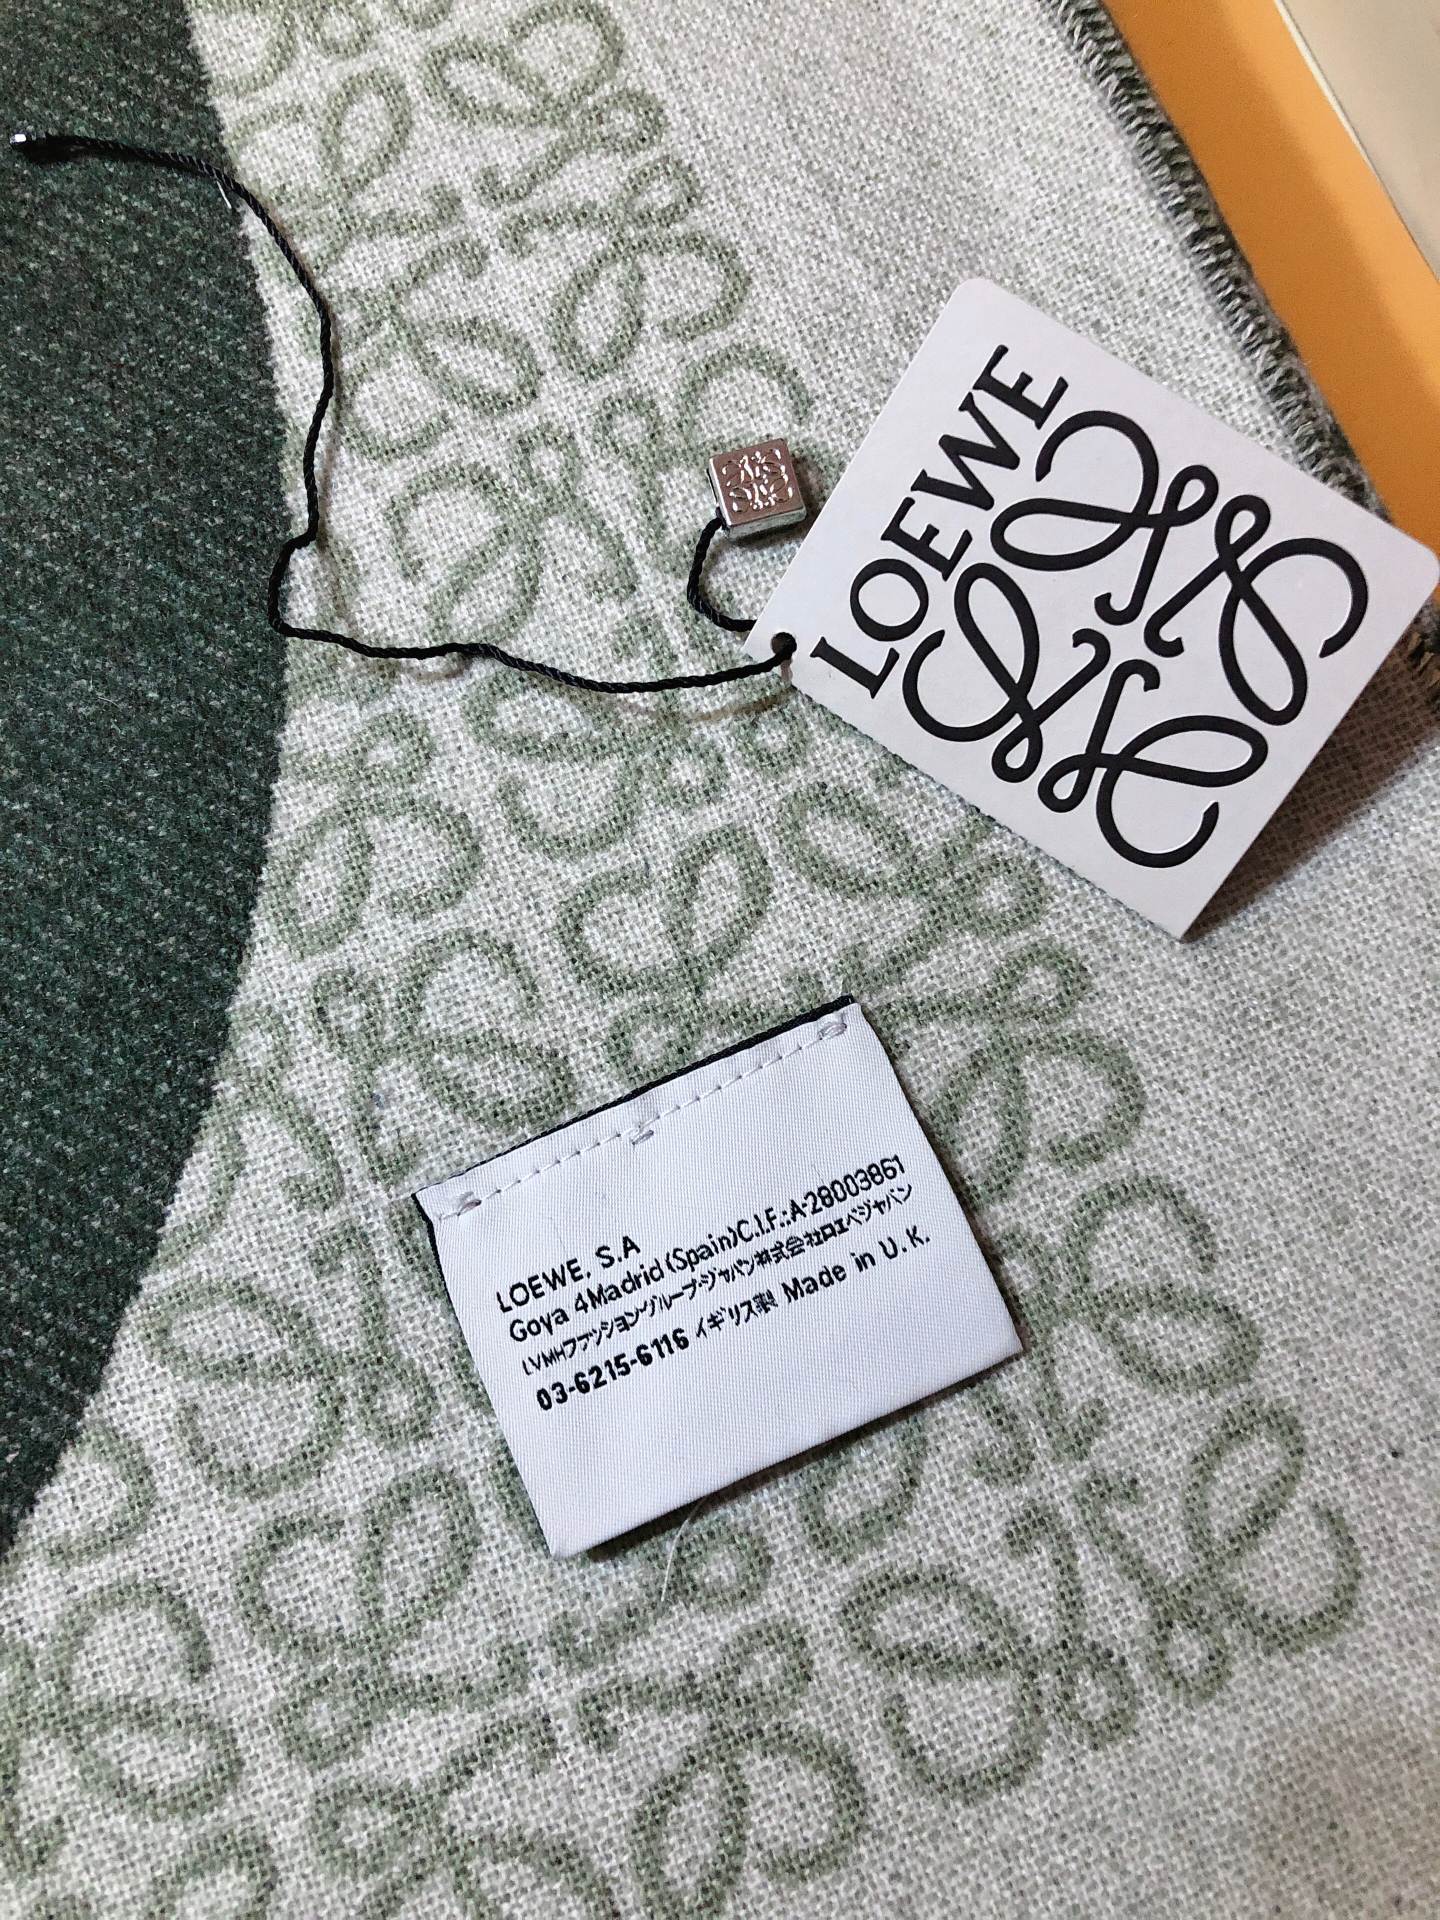 LOEWE
LOEWE, S.A
Goya 4Madrid (Spain)C.I.F.:A-28003861
LVMHファッション・グループ・ジャパン株式会社ロエベジャパン
03-6215-6116 イギリス製 Made in U.K.